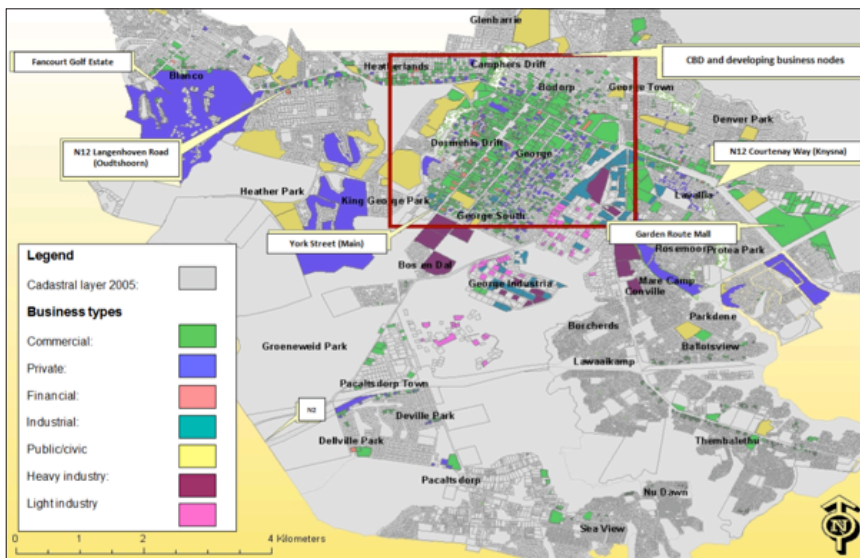 Glenbarrie
Fancourt Golf Estate
Blanco
Heatherlands
Camphers Drift
CBD and developing business nodes
Bodorp
George Town
Denver Park
Dormehls Drift
George
N12 Langenhoven Road
(Oudtshoorn)
N12 Courtenay Way (Knysna)
Heather Park
King George Park
Lavallia
George South
York Street (Main)
Garden Route Mall
Rosemoor
Protea Park
Bos en Dal
Mare Camp
Conville
George Industria
Parkdene
Borcherds
Ballotsview
Groeneweid Park
Lawaaikamp
Pacaltsdorp Town
N2
Deville Park
Thembalethu
Dellville Park
Pacaltsdorp
Nu Dawn
Sea View
Legend
Cadastral layer 2005:
Business types
Commercial:
Private:
Financial:
Industrial:
Public/civic
Heavy industry:
Light industry
0 1 2 4 Kilometers
N